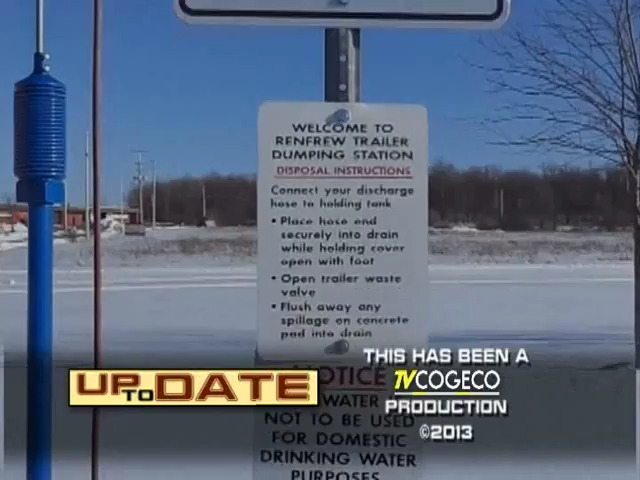 WELCOME TO
RENFREW TRAILER
DUMPING STATION
DISPOSAL INSTRUCTIONS
Connect your discharge
hose to holding tank
• Place hose end
securely into drain
while holding cover
open with foot
• Open trailer waste
valve
• Flush away any
spillage on concrete
pad into drain
UP TO DATE
THIS HAS BEEN A
TVCOGECO
PRODUCTION
©2013
NOTICE
WATER
NOT TO BE USED
FOR DOMESTIC
DRINKING WATER
PURPOSES